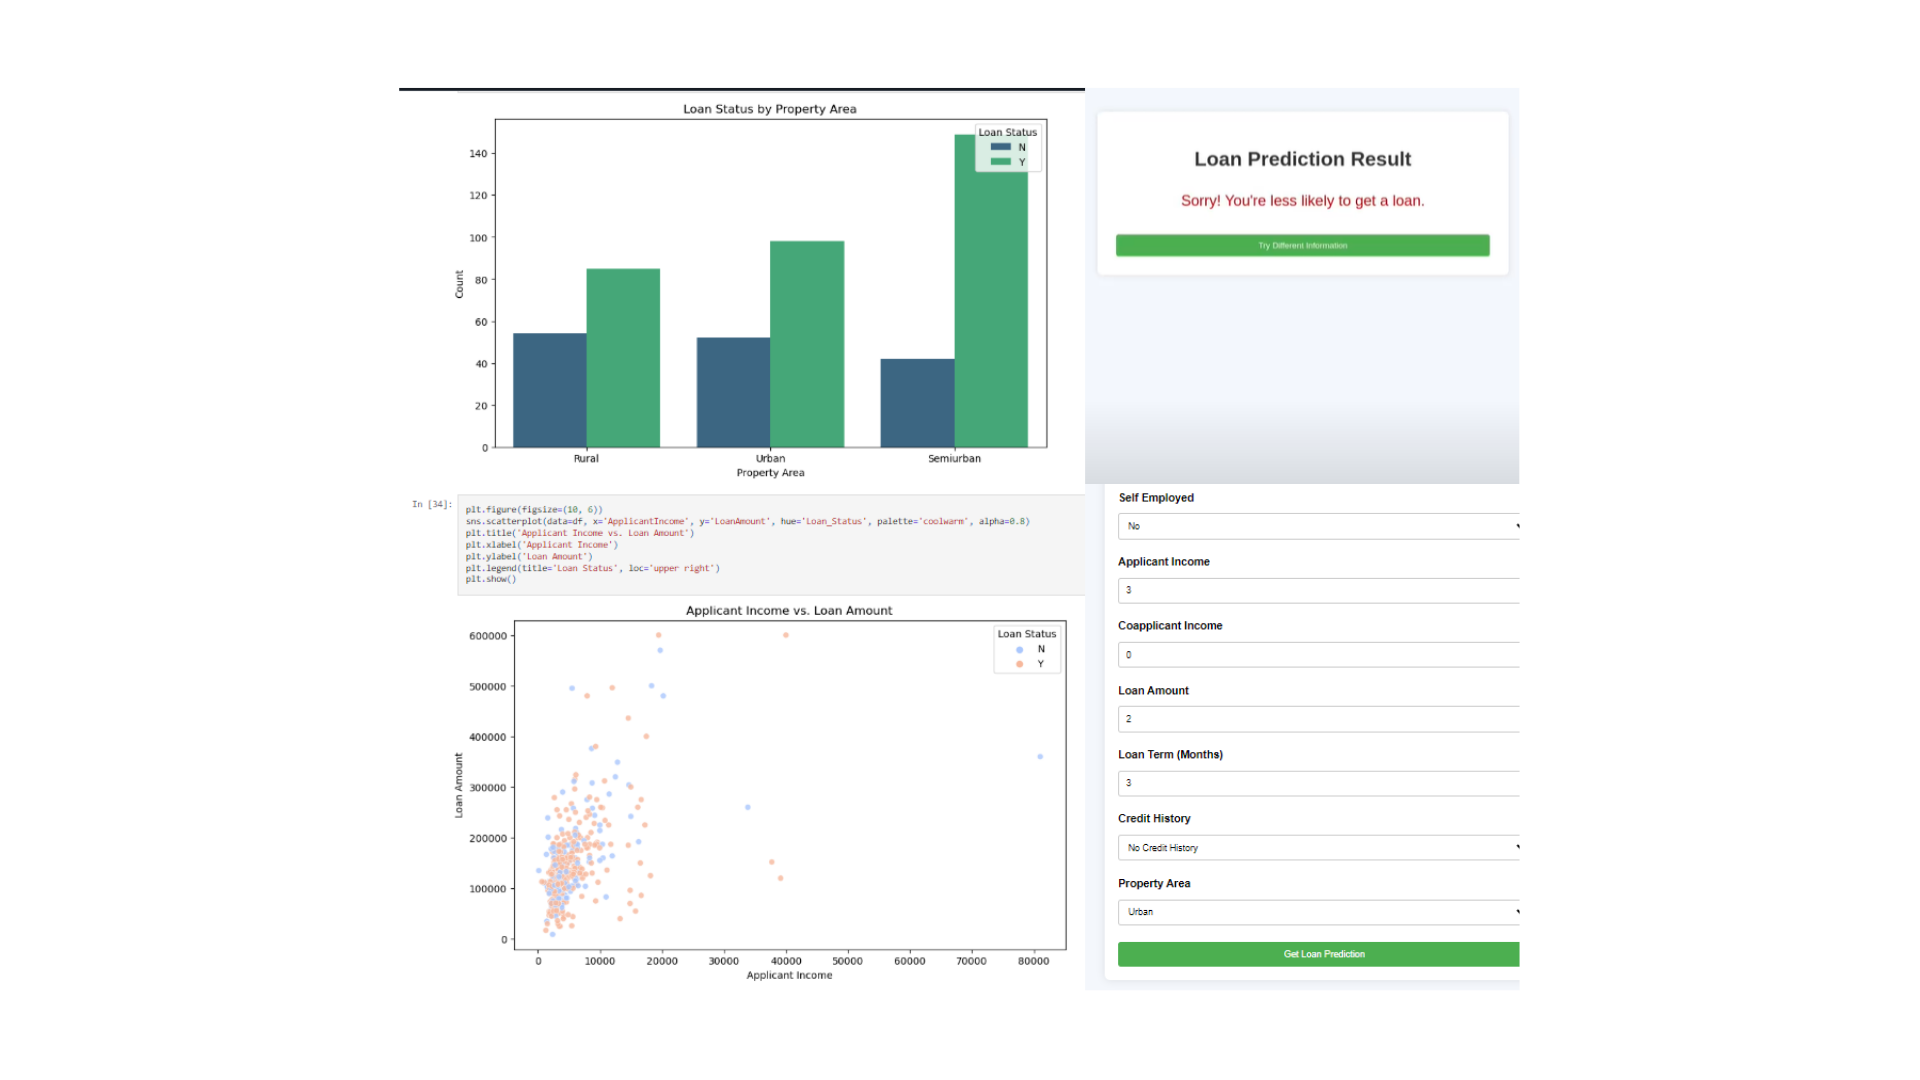 Loan Status by Property Area
Loan Status
N
Y
140
120
100
80
60
40
20
0
Count
Rural Urban Semiurban
Property Area
In [34]:
plt.figure(figsize=(10, 6))
sns.scatterplot(data=df, x='ApplicantIncome', y='LoanAmount', hue='Loan_Status', palette='coolwarm', alpha=0.8)
plt.title('Applicant Income vs. Loan Amount')
plt.xlabel('Applicant Income')
plt.ylabel('Loan Amount')
plt.legend(title='Loan Status', loc='upper right')
plt.show()
Applicant Income vs. Loan Amount
Loan Status
N
Y
600000
500000
400000
300000
200000
100000
0
Loan Amount
0 10000 20000 30000 40000 50000 60000 70000 80000
Applicant Income
Loan Prediction Result
Sorry! You're less likely to get a loan.
Try Different Information
Self Employed
No
Applicant Income
3
Coapplicant Income
0
Loan Amount
2
Loan Term (Months)
3
Credit History
No Credit History
Property Area
Urban
Get Loan Prediction